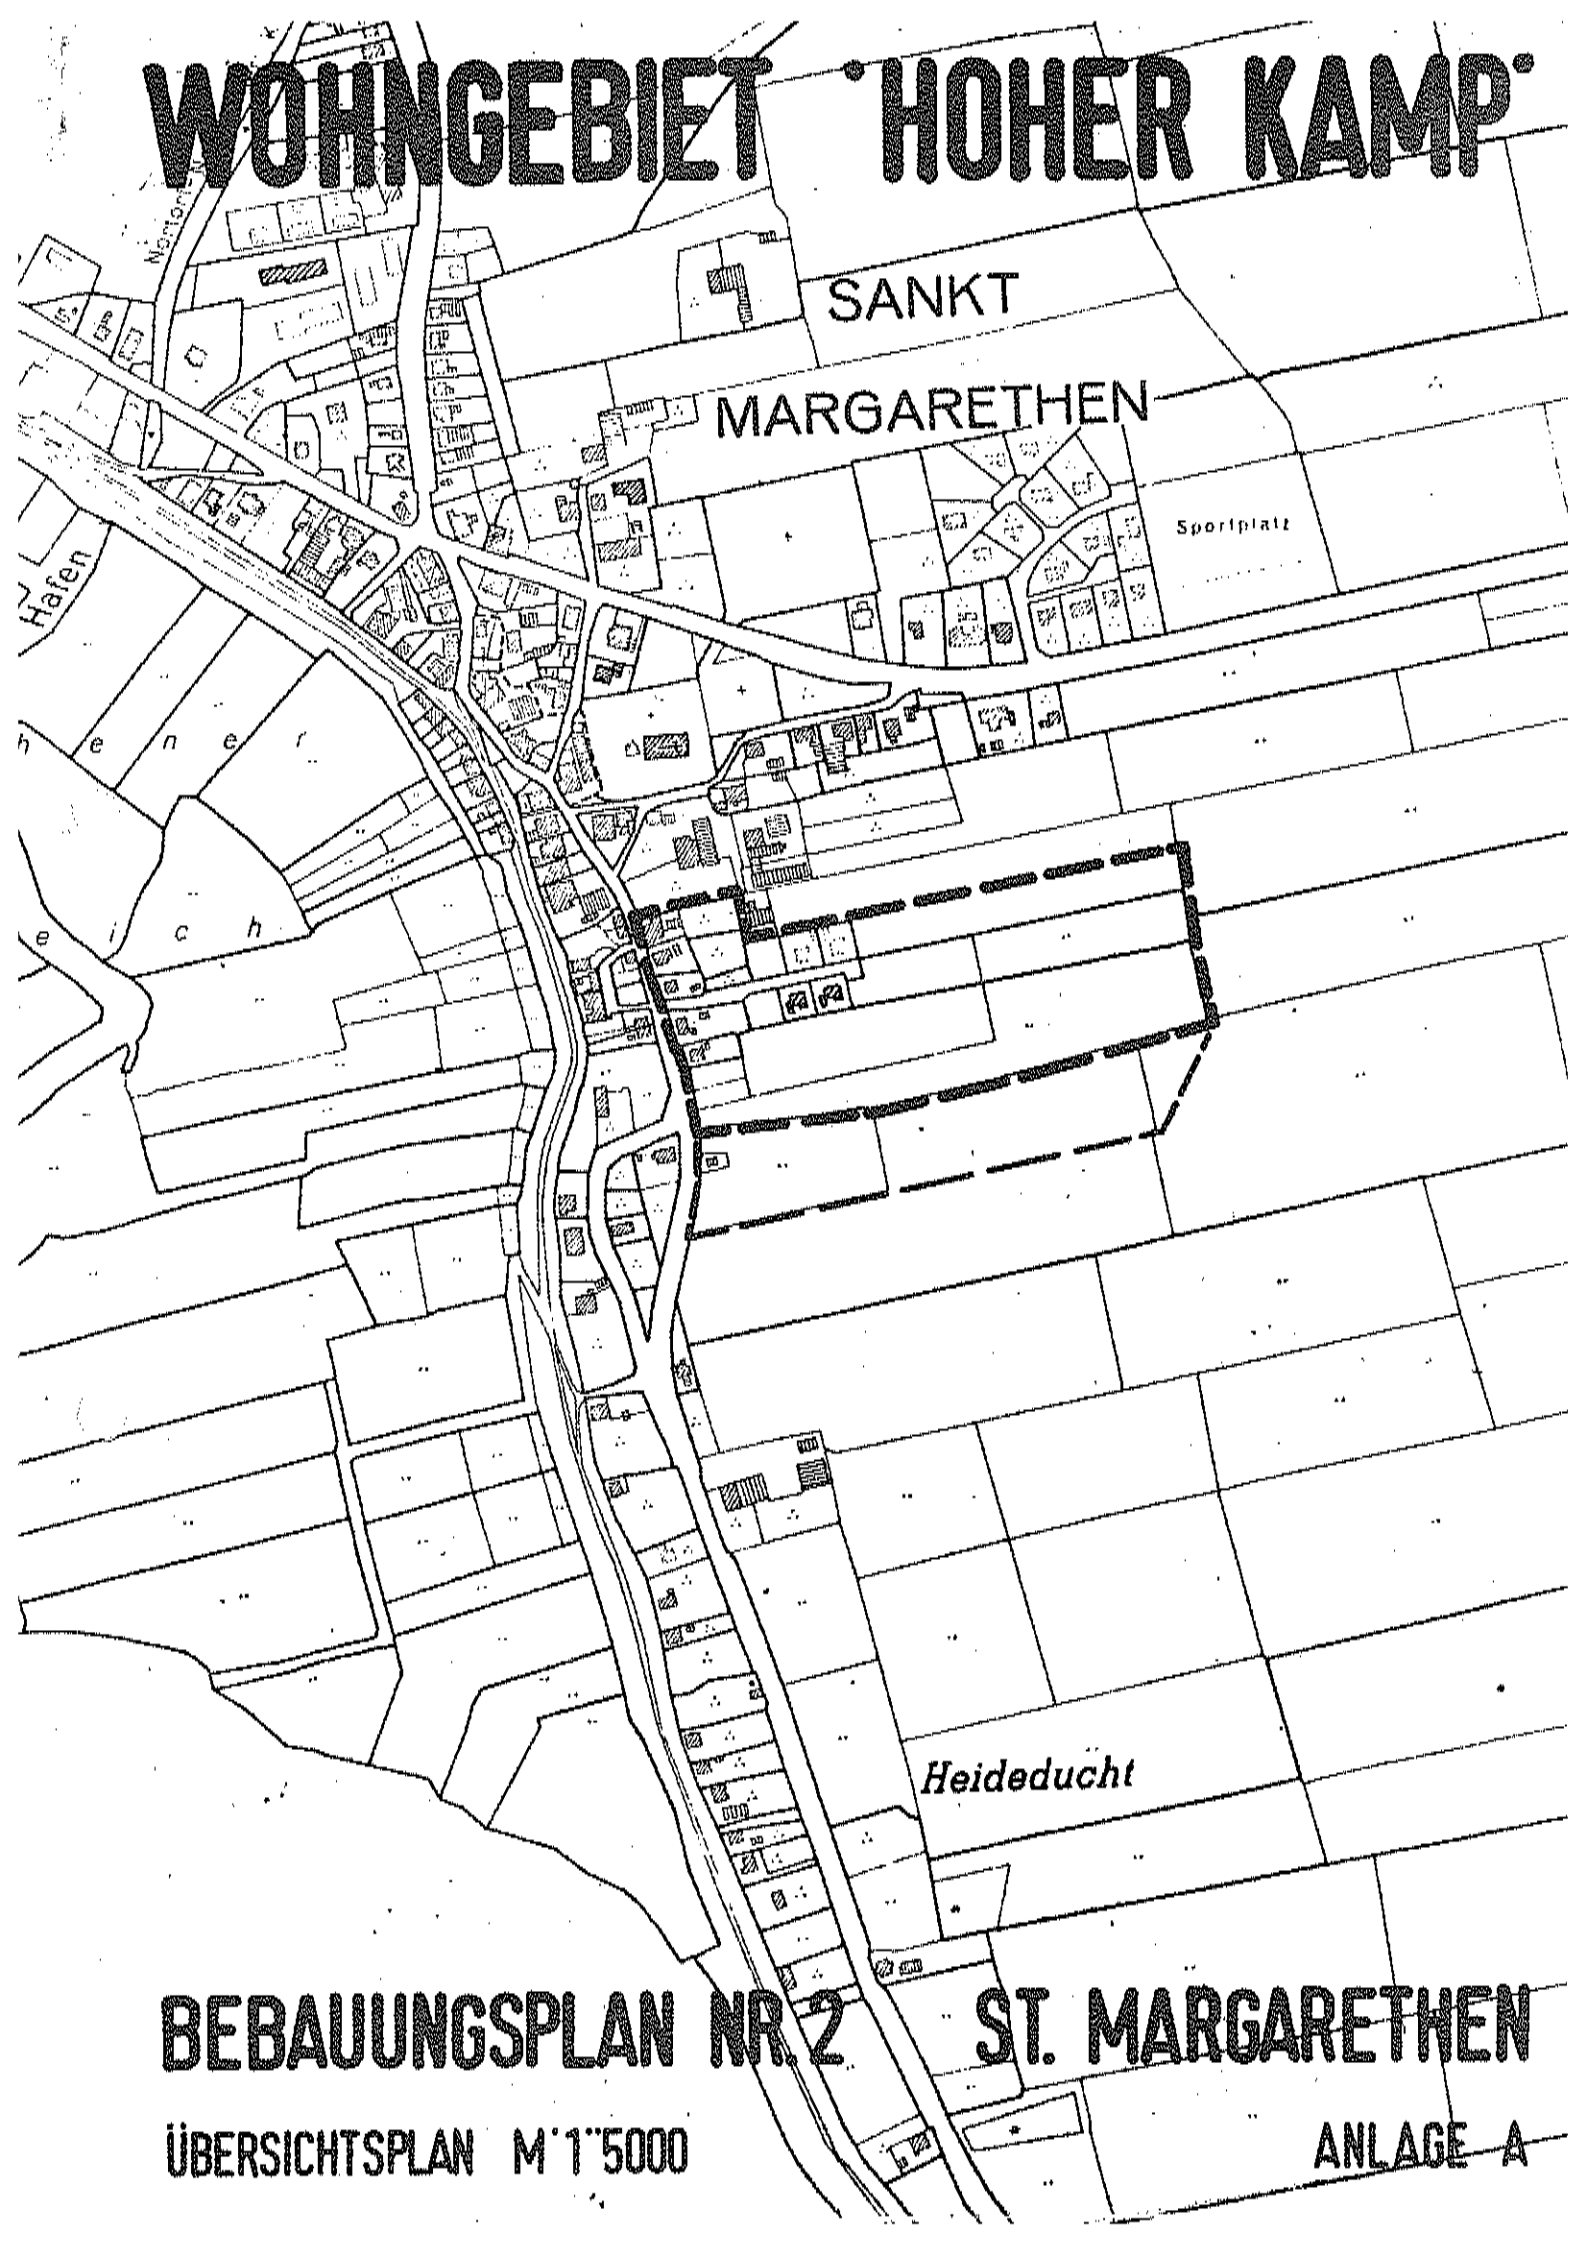 WOHNGEBIET "HOHER KAMP"
SANKT
MARGARETHEN
Sportplatz
Hafen
h e n e r
e i c h
Heideducht
BEBAUUNGSPLAN NR. 2 ST. MARGARETHEN
ÜBERSICHTSPLAN M 1:5000
ANLAGE A